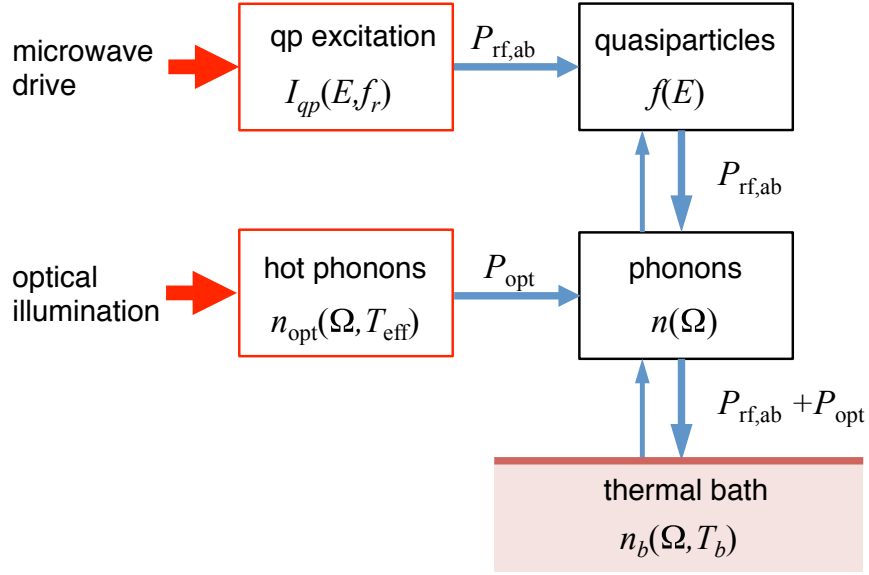 microwave
drive
qp excitation
I_qp(E,f_r)
P_rf,ab
quasiparticles
f(E)
P_rf,ab
optical
illumination
hot phonons
n_opt(Ω,T_eff)
P_opt
phonons
n(Ω)
P_rf,ab +P_opt
thermal bath
n_b(Ω,T_b)